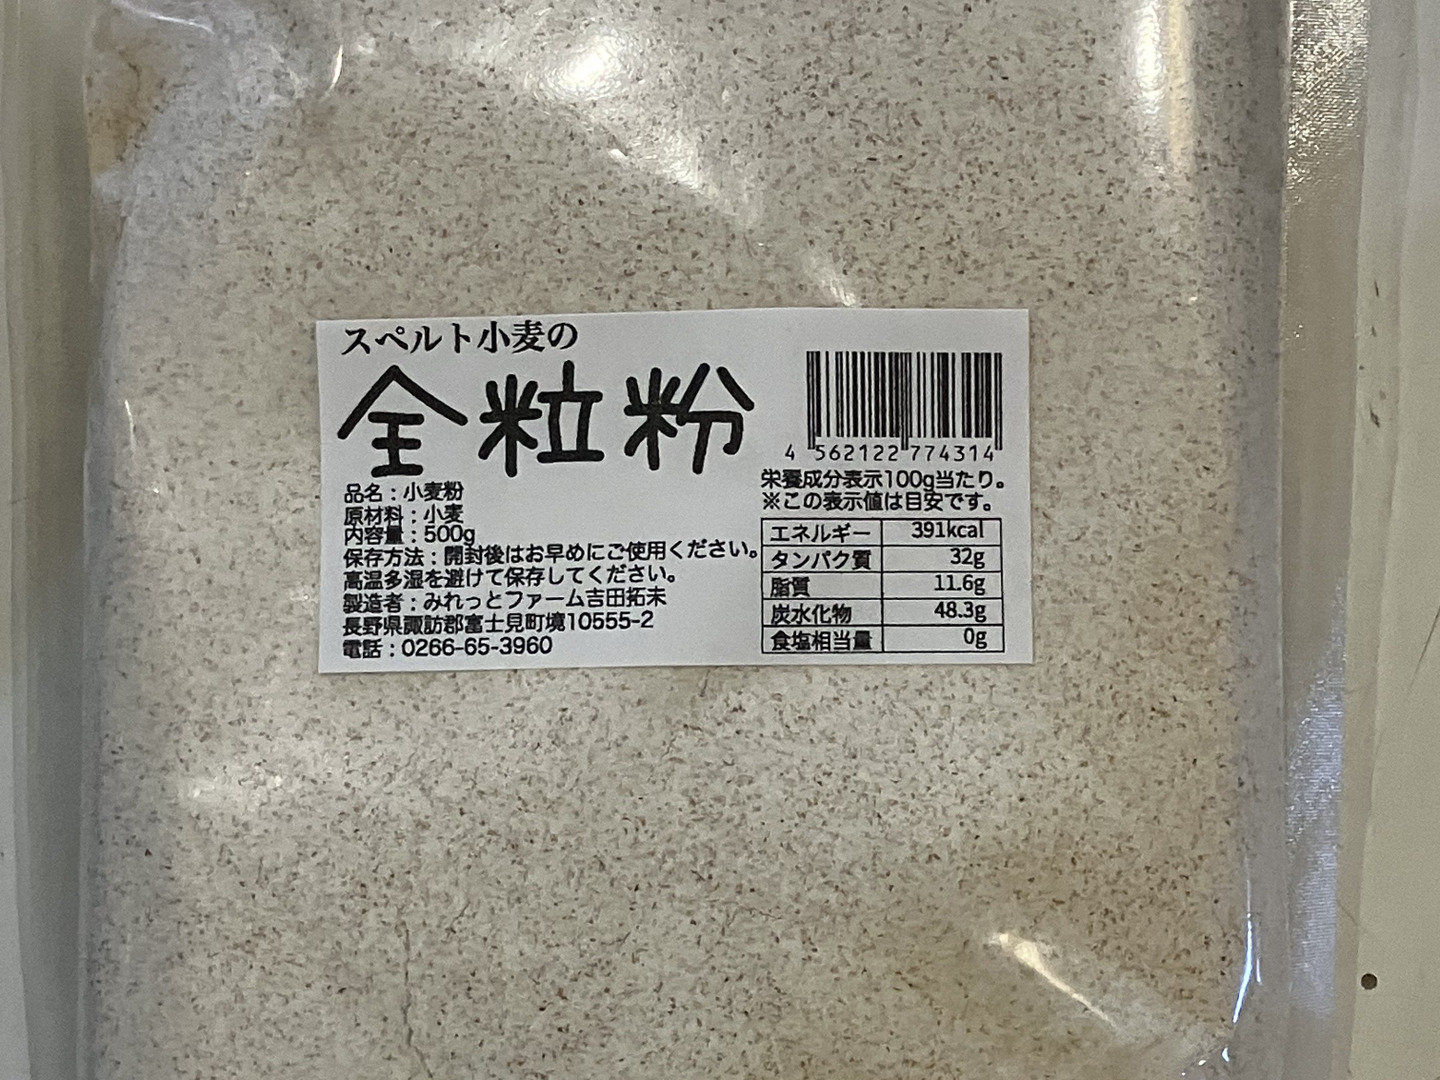 スペルト小麦の
全粒粉
品名：小麦粉
原材料：小麦
内容量：500g
保存方法：開封後はお早めにご使用ください。
高温多湿を避けて保存してください。
製造者：みれっとファーム吉田拓未
長野県諏訪郡富士見町境10555-2
電話：0266-65-3960
4 562122 774314
栄養成分表示100g当たり。
※この表示値は目安です。
エネルギー 391kcal
タンパク質 32g
脂質 11.6g
炭水化物 48.3g
食塩相当量 0g